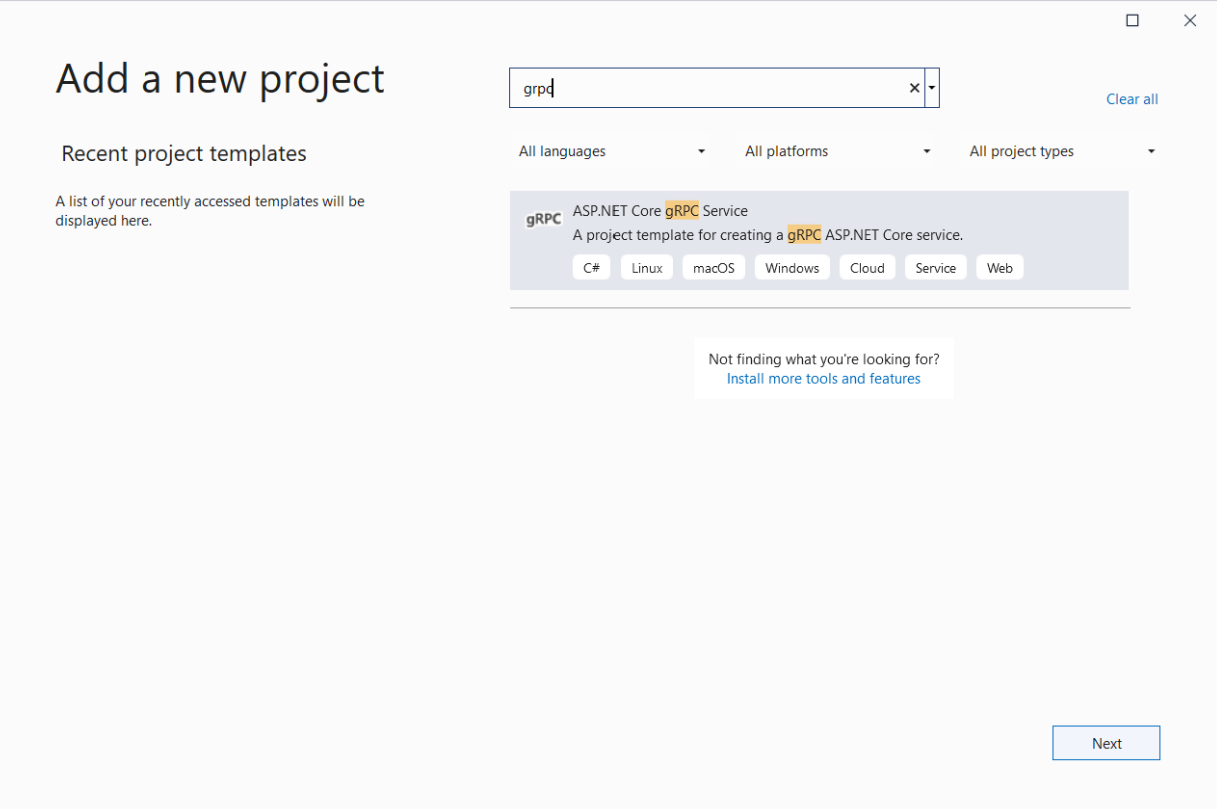 Add a new project
grpc
Clear all
Recent project templates
All languages
All platforms
All project types
A list of your recently accessed templates will be
displayed here.
gRPC
ASP.NET Core gRPC Service
A project template for creating a gRPC ASP.NET Core service.
C#
Linux
macOS
Windows
Cloud
Service
Web
Not finding what you're looking for?
Install more tools and features
Next